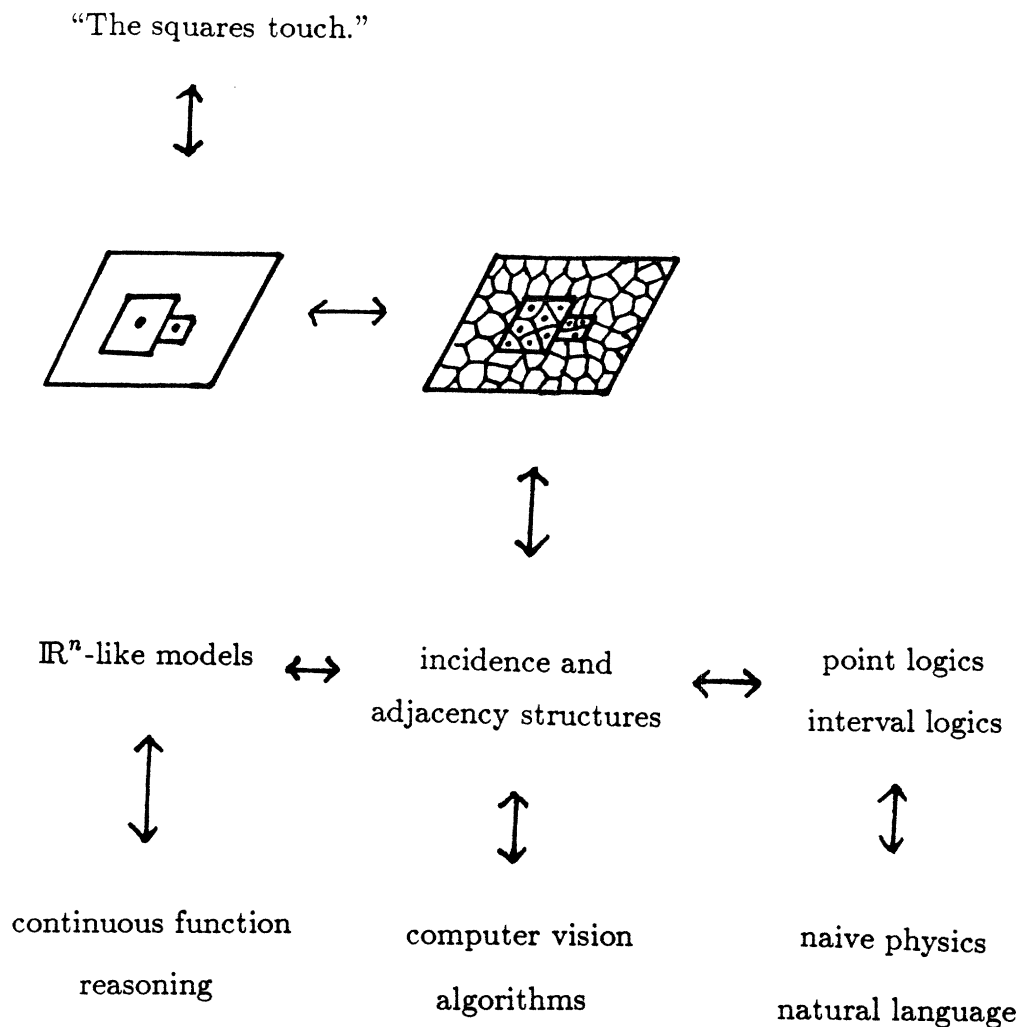 “The squares touch.”
ℝⁿ-like models
incidence and
adjacency structures
point logics
interval logics
continuous function
reasoning
computer vision
algorithms
naive physics
natural language